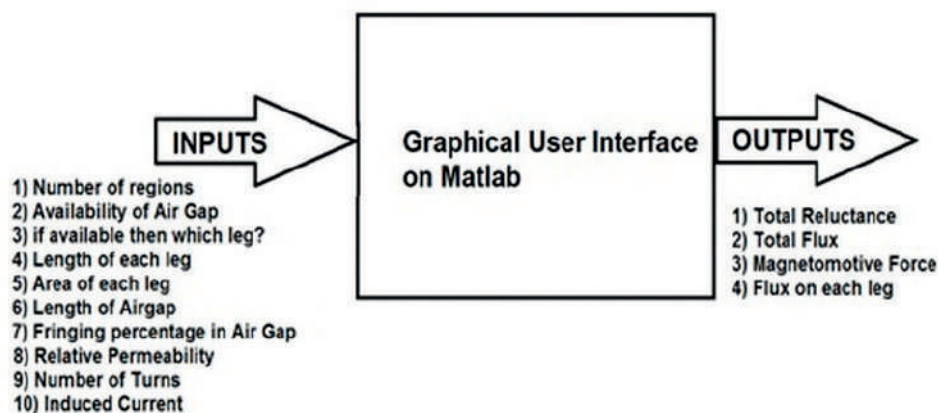 INPUTS
1) Number of regions
2) Availability of Air Gap
3) if available then which leg?
4) Length of each leg
5) Area of each leg
6) Length of Airgap
7) Fringing percentage in Air Gap
8) Relative Permeability
9) Number of Turns
10) Induced Current
Graphical User Interface
on Matlab
OUTPUTS
1) Total Reluctance
2) Total Flux
3) Magnetomotive Force
4) Flux on each leg